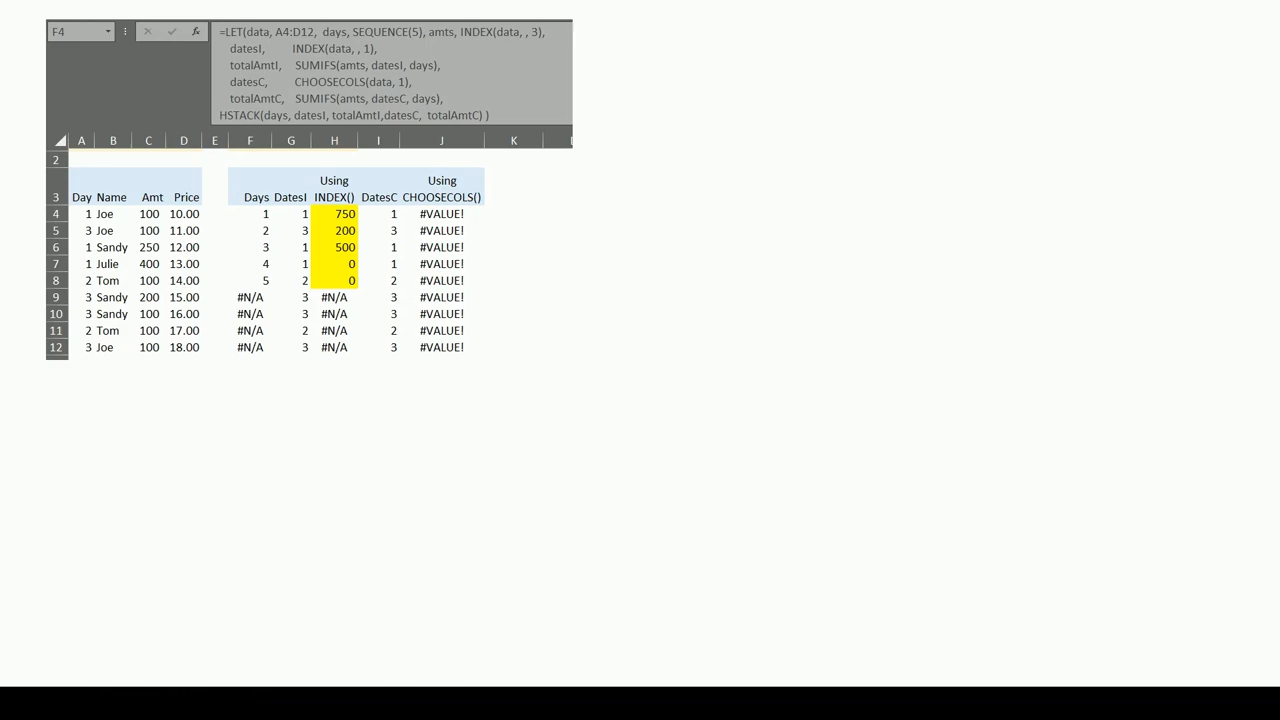 F4
fx
=LET(data, A4:D12, days, SEQUENCE(5), amts, INDEX(data, , 3),
datesI, INDEX(data, , 1),
totalAmtI, SUMIFS(amts, datesI, days),
datesC, CHOOSECOLS(data, 1),
totalAmtC, SUMIFS(amts, datesC, days),
HSTACK(days, datesI, totalAmtI,datesC, totalAmtC) )
A B C D E F G H I J K
2
Using Using
3 Day Name Amt Price Days DatesI INDEX() DatesC CHOOSECOLS()
4 1 Joe 100 10.00 1 1 750 1 #VALUE!
5 3 Joe 100 11.00 2 3 200 3 #VALUE!
6 1 Sandy 250 12.00 3 1 500 1 #VALUE!
7 1 Julie 400 13.00 4 1 0 1 #VALUE!
8 2 Tom 100 14.00 5 2 0 2 #VALUE!
9 3 Sandy 200 15.00 #N/A 3 #N/A 3 #VALUE!
10 3 Sandy 100 16.00 #N/A 3 #N/A 3 #VALUE!
11 2 Tom 100 17.00 #N/A 2 #N/A 2 #VALUE!
12 3 Joe 100 18.00 #N/A 3 #N/A 3 #VALUE!